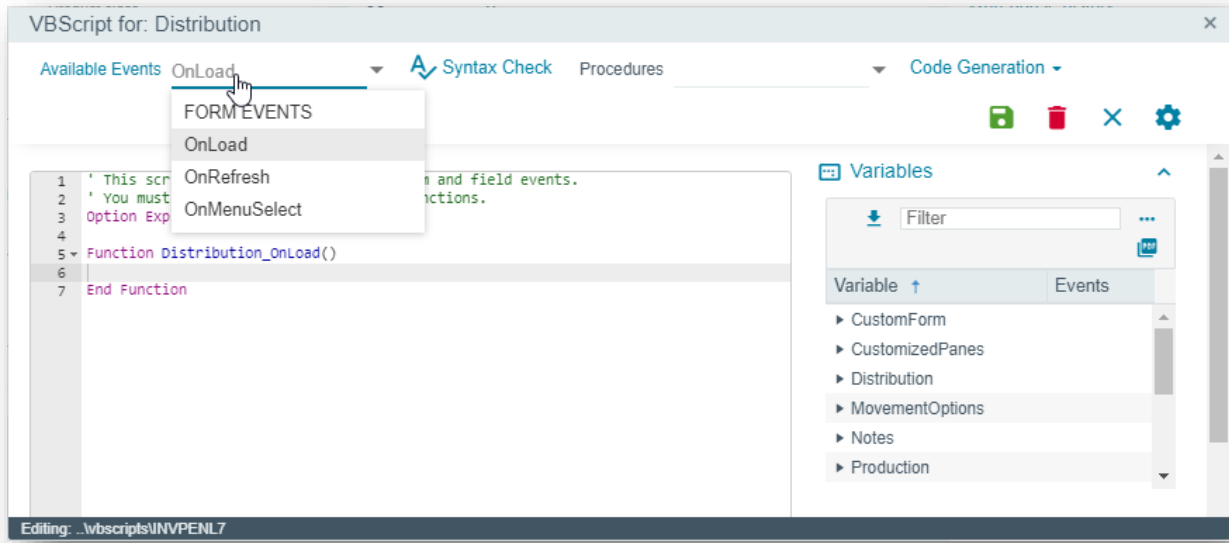 VBScript for: Distribution
Available Events OnLoad Syntax Check Procedures Code Generation
FORM EVENTS
OnLoad
OnRefresh
OnMenuSelect
1 ' This scr and field events.
2 ' You must nctions.
3 Option Exp
4
5 Function Distribution_OnLoad()
6
7 End Function
Variables
Filter
PDF
Variable Events
CustomForm
CustomizedPanes
Distribution
MovementOptions
Notes
Production
Editing: ..\vbscripts\INVPENL7